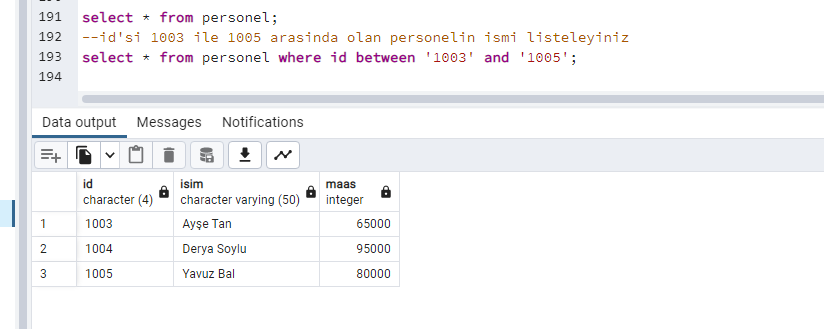 191 select * from personel;
192 --id'si 1003 ile 1005 arasinda olan personelin ismi listeleyiniz
193 select * from personel where id between '1003' and '1005';
194
Data output Messages Notifications
id isim maas
character (4) character varying (50) integer
1 1003 Ayşe Tan 65000
2 1004 Derya Soylu 95000
3 1005 Yavuz Bal 80000